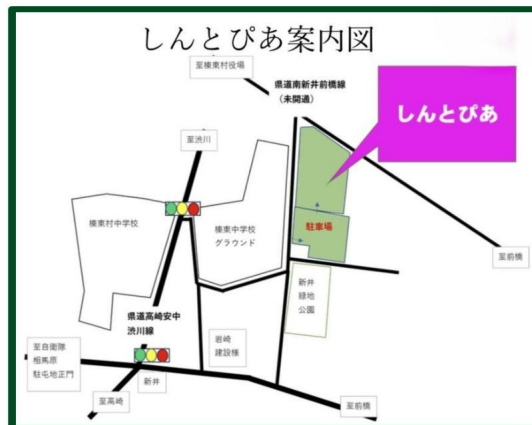 しんとぴあ案内図
至榛東村役場
県道南新井前橋線
（未開通）
しんとぴあ
至渋川
榛東村中学校
榛東中学校
グラウンド
駐車場
至前橋
新井
緑地
公園
県道高崎安中
渋川線
至自衛隊
相馬原
駐屯地正門
岩崎
建設様
新井
至高崎
至前橋